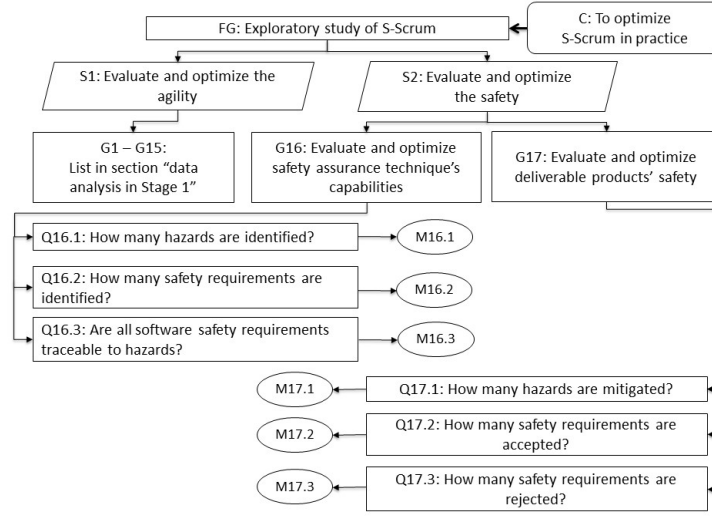 FG: Exploratory study of S-Scrum
C: To optimize
S-Scrum in practice
S1: Evaluate and optimize the
agility
S2: Evaluate and optimize
the safety
G1 – G15:
List in section “data
analysis in Stage 1”
G16: Evaluate and optimize
safety assurance technique’s
capabilities
G17: Evaluate and optimize
deliverable products’ safety
Q16.1: How many hazards are identified?
M16.1
Q16.2: How many safety requirements are
identified?
M16.2
Q16.3: Are all software safety requirements
traceable to hazards?
M16.3
M17.1
Q17.1: How many hazards are mitigated?
M17.2
Q17.2: How many safety requirements are
accepted?
M17.3
Q17.3: How many safety requirements are
rejected?